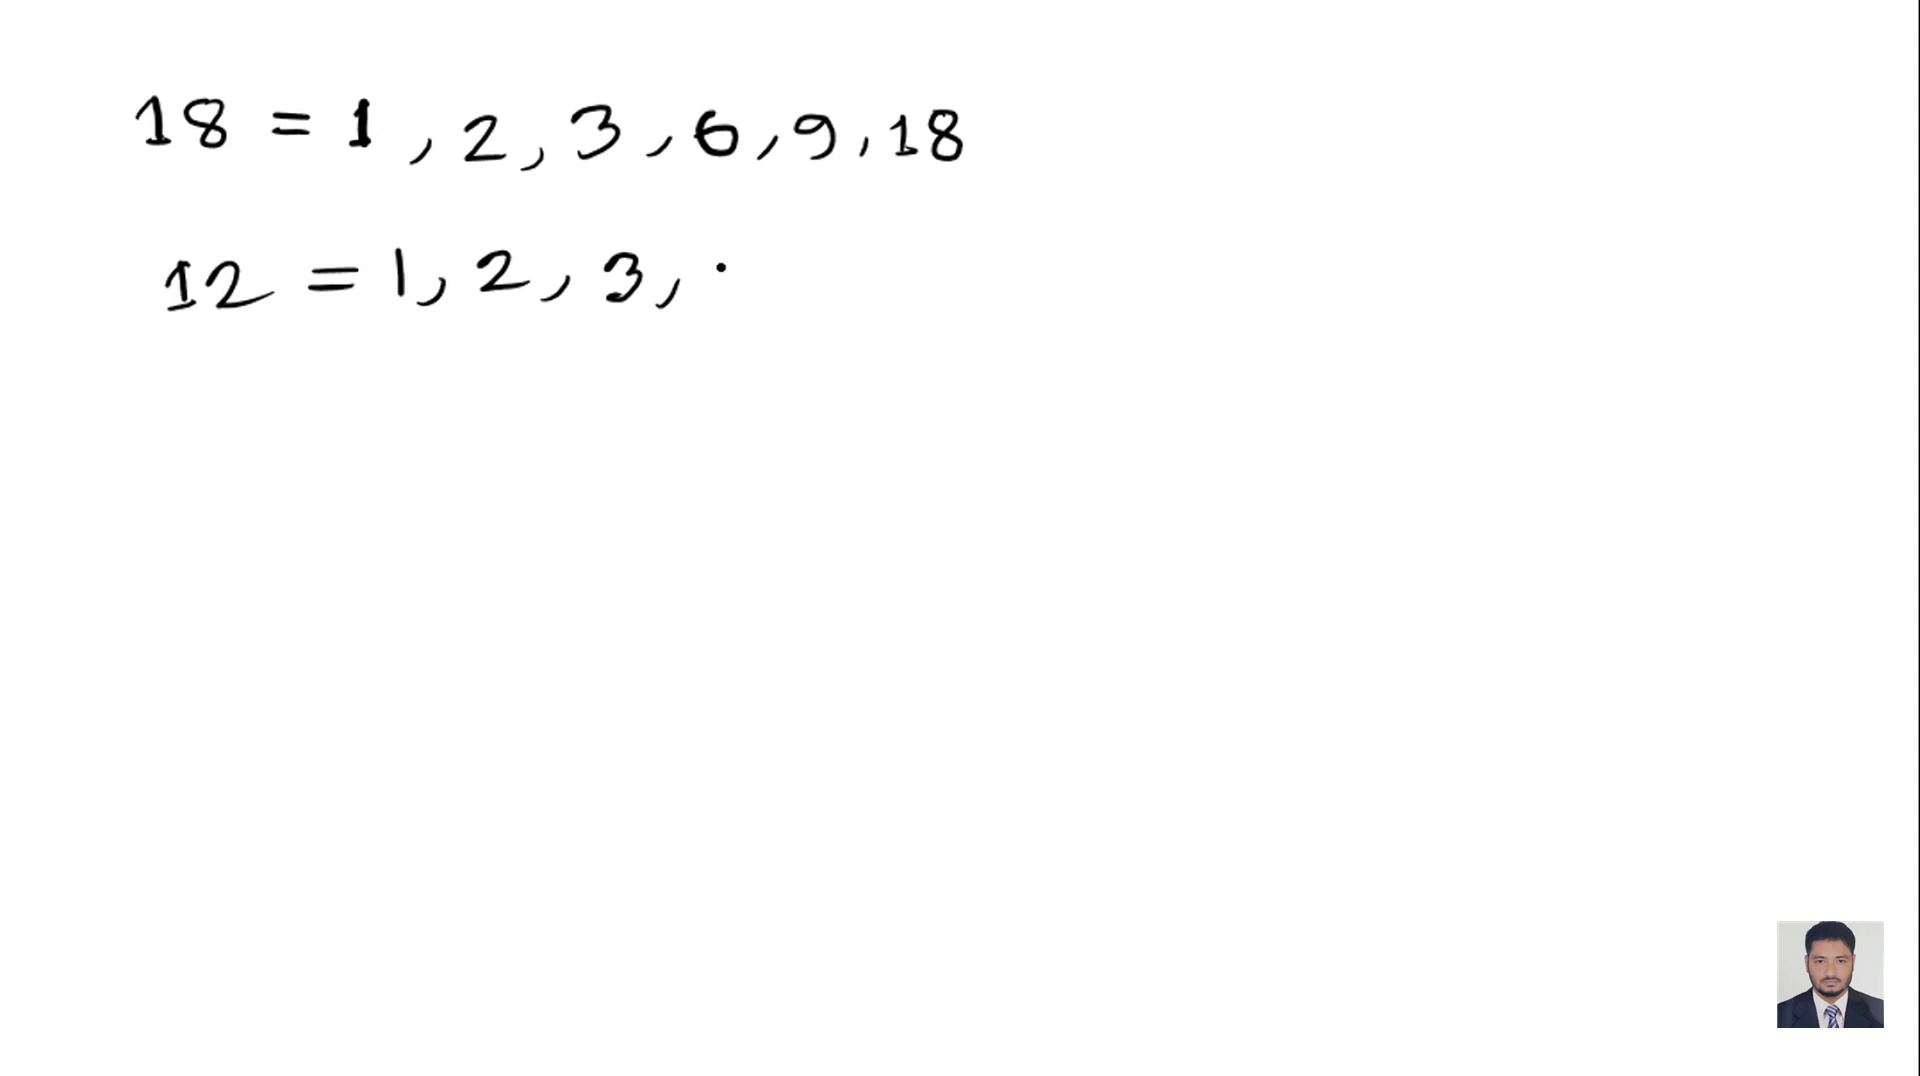 18 = 1, 2, 3, 6, 9, 18
12 = 1, 2, 3,